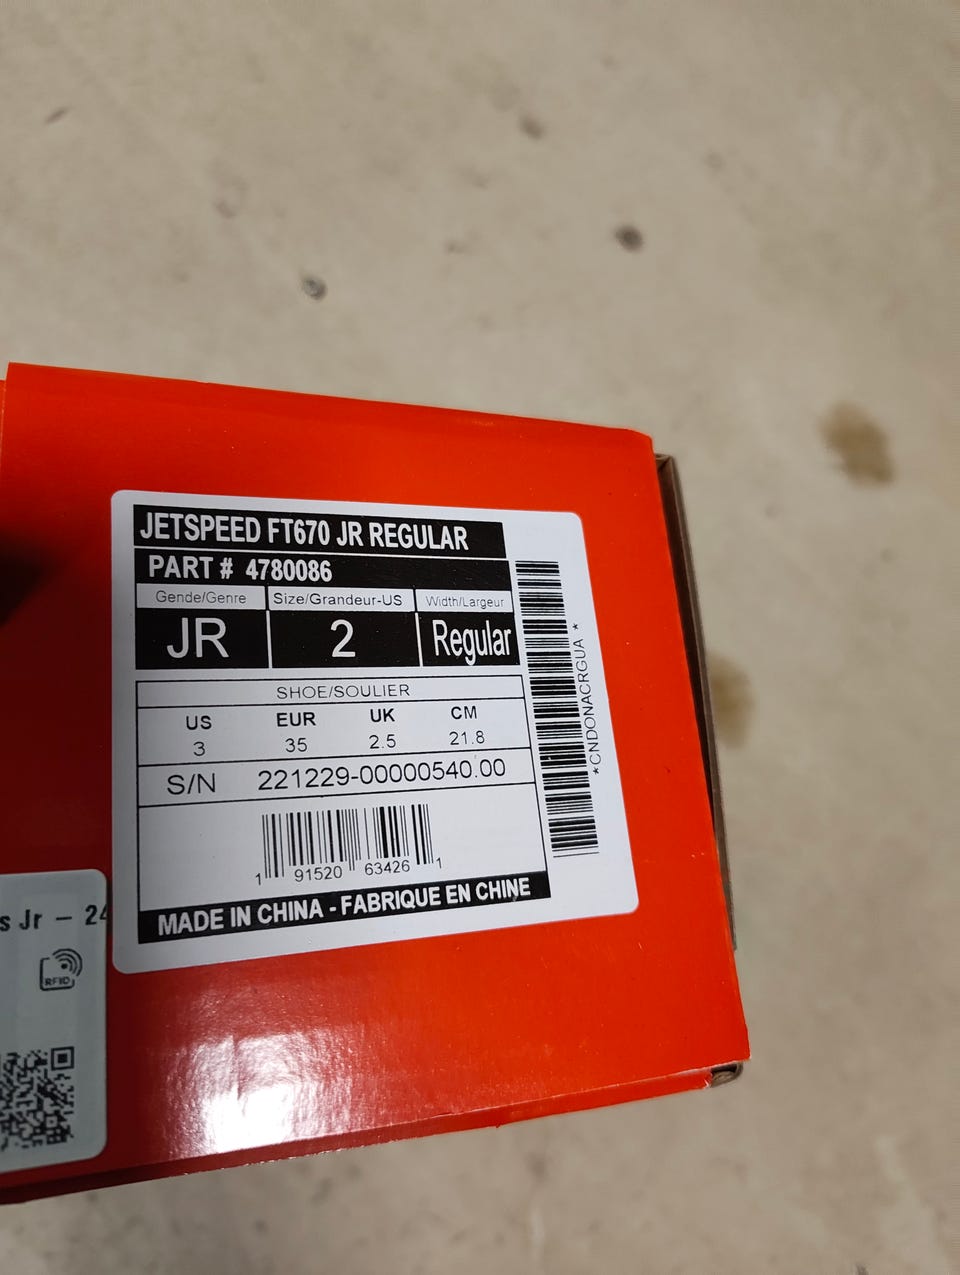 JETSPEED FT670 JR REGULAR
PART # 4780086
Gende/Genre Size/Grandeur-US Width/Largeur
JR 2 Regular
SHOE/SOULIER
US EUR UK CM
3 35 2.5 21.8
S/N 221229-00000540.00
1 91520 63426 1
MADE IN CHINA - FABRIQUE EN CHINE
*CNDONACRGUA *
s Jr - 24
RFID